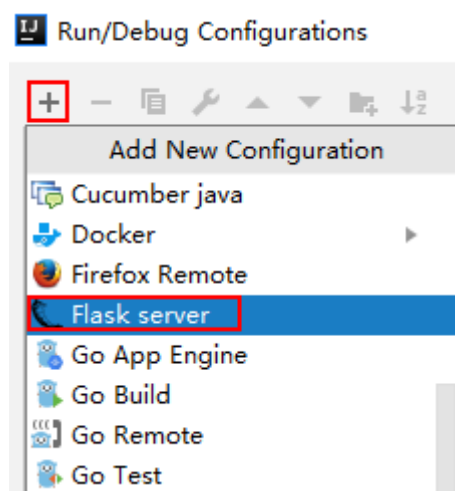 IJ Run/Debug Configurations
Add New Configuration
Cucumber java
Docker
Firefox Remote
Flask server
Go App Engine
Go Build
Go Remote
Go Test